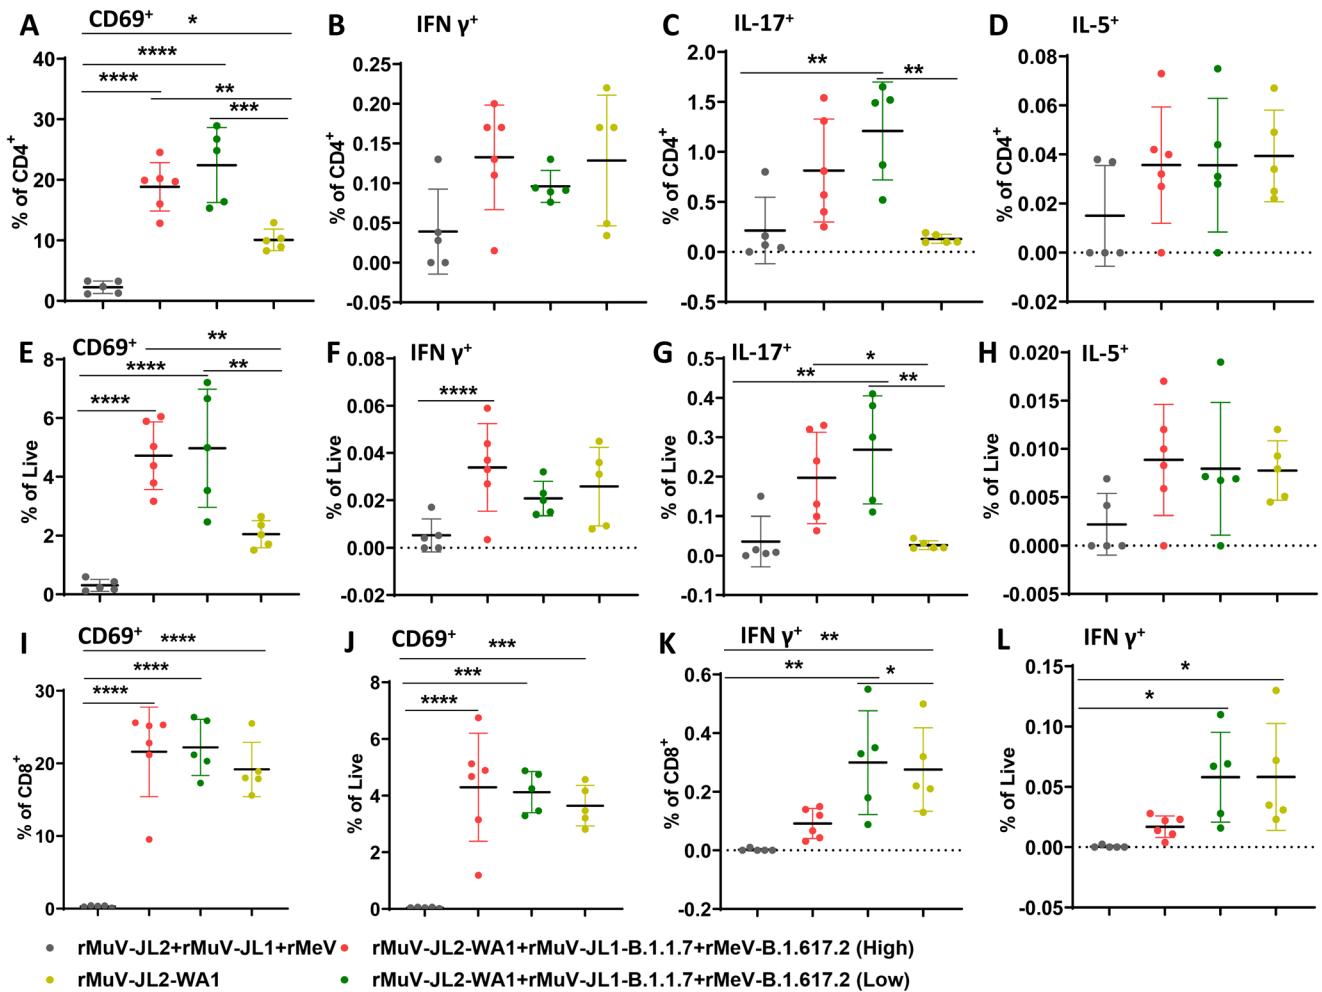 A CD69⁺ * B IFN γ⁺ C IL-17⁺ D IL-5⁺
**** ** **
**** **
***
% of CD4⁺ 40 30 20 10 0
% of CD4⁺ 0.25 0.20 0.15 0.10 0.05 0.00 -0.05
% of CD4⁺ 2.0 1.5 1.0 0.5 0.0 -0.5
% of CD4⁺ 0.08 0.06 0.04 0.02 0.00 -0.02
E CD69⁺ ** F IFN γ⁺ G IL-17⁺ H IL-5⁺
**** ** **** ** * **
****
% of Live 8 6 4 2 0
% of Live 0.08 0.06 0.04 0.02 0.00 -0.02
% of Live 0.5 0.4 0.3 0.2 0.1 0.0 -0.1
% of Live 0.020 0.015 0.010 0.005 0.000 -0.005
I CD69⁺ **** J CD69⁺ *** K IFN γ⁺ ** L IFN γ⁺
**** *** ** * *
**** **** *
% of CD8⁺ 30 20 10 0
% of Live 8 6 4 2 0
% of CD8⁺ 0.6 0.4 0.2 0.0 -0.2
% of Live 0.15 0.10 0.05 0.00 -0.05
rMuV-JL2+rMuV-JL1+rMeV rMuV-JL2-WA1+rMuV-JL1-B.1.1.7+rMeV-B.1.617.2 (High)
rMuV-JL2-WA1 rMuV-JL2-WA1+rMuV-JL1-B.1.1.7+rMeV-B.1.617.2 (Low)